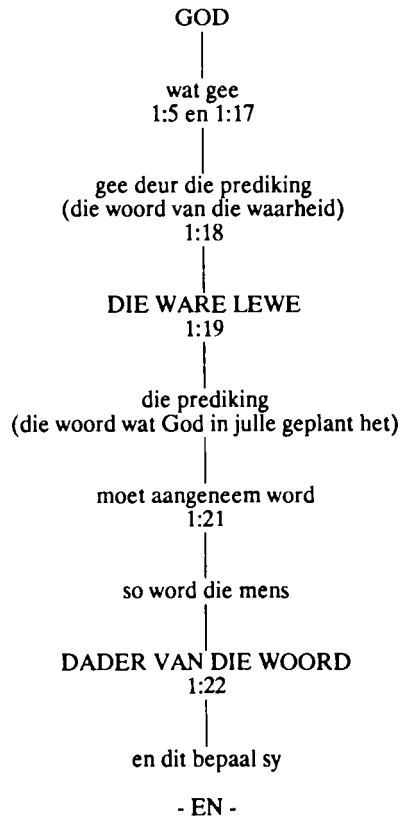 GOD
wat gee
1:5 en 1:17
gee deur die prediking
(die woord van die waarheid)
1:18
DIE WARE LEWE
1:19
die prediking
(die woord wat God in julle geplant het)
moet aangeneem word
1:21
so word die mens
DADER VAN DIE WOORD
1:22
en dit bepaal sy
- EN -